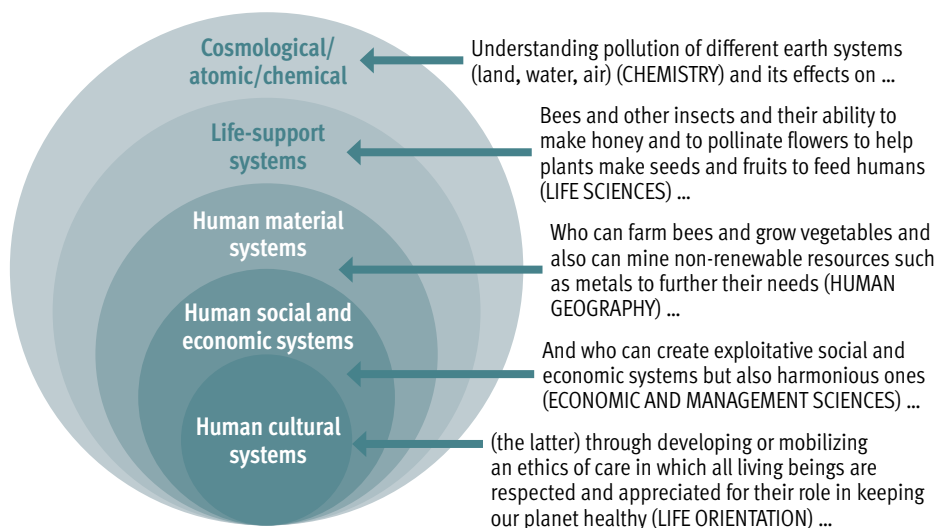 Cosmological/
atomic/chemical
Understanding pollution of different earth systems
(land, water, air) (CHEMISTRY) and its effects on ...
Life-support
systems
Bees and other insects and their ability to
make honey and to pollinate flowers to help
plants make seeds and fruits to feed humans
(LIFE SCIENCES) ...
Human material
systems
Who can farm bees and grow vegetables and
also can mine non-renewable resources such
as metals to further their needs (HUMAN
GEOGRAPHY) ...
Human social and
economic systems
And who can create exploitative social and
economic systems but also harmonious ones
(ECONOMIC AND MANAGEMENT SCIENCES) ...
Human cultural
systems
(the latter) through developing or mobilizing
an ethics of care in which all living beings are
respected and appreciated for their role in keeping
our planet healthy (LIFE ORIENTATION) ...